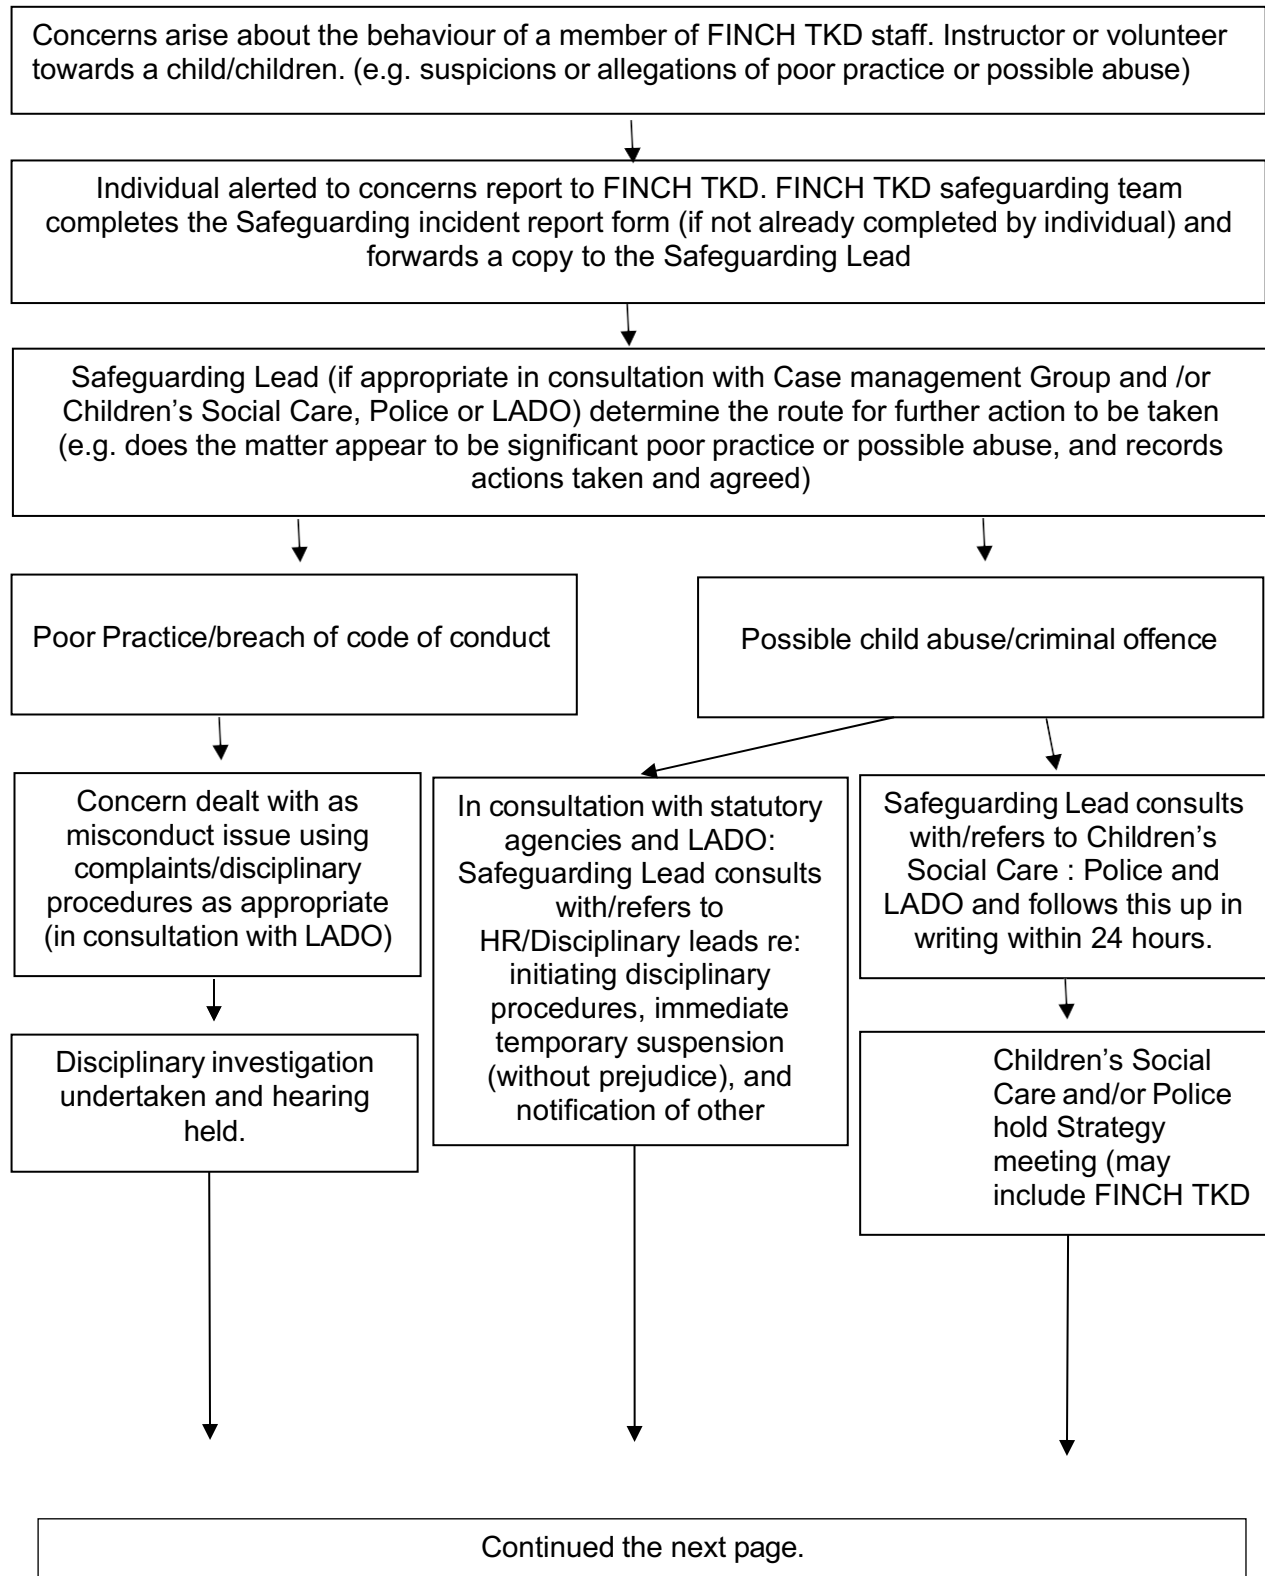 Concerns arise about the behaviour of a member of FINCH TKD staff. Instructor or volunteer
towards a child/children. (e.g. suspicions or allegations of poor practice or possible abuse)
Individual alerted to concerns report to FINCH TKD. FINCH TKD safeguarding team
completes the Safeguarding incident report form (if not already completed by individual) and
forwards a copy to the Safeguarding Lead
Safeguarding Lead (if appropriate in consultation with Case management Group and /or
Children’s Social Care, Police or LADO) determine the route for further action to be taken
(e.g. does the matter appear to be significant poor practice or possible abuse, and records
actions taken and agreed)
Poor Practice/breach of code of conduct
Possible child abuse/criminal offence
Concern dealt with as
misconduct issue using
complaints/disciplinary
procedures as appropriate
(in consultation with LADO)
In consultation with statutory
agencies and LADO:
Safeguarding Lead consults
with/refers to
HR/Disciplinary leads re:
initiating disciplinary
procedures, immediate
temporary suspension
(without prejudice), and
notification of other
Safeguarding Lead consults
with/refers to Children’s
Social Care : Police and
LADO and follows this up in
writing within 24 hours.
Disciplinary investigation
undertaken and hearing
held.
Children’s Social
Care and/or Police
hold Strategy
meeting (may
include FINCH TKD
Continued the next page.